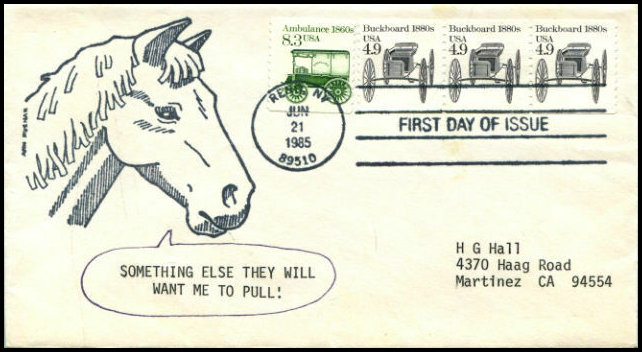 Ambulance 1860s
8.3 USA
Buckboard 1880s
USA
4.9
Buckboard 1880s
USA
4.9
Buckboard 1880s
USA
4.9
RENO, NV
JUN
21
1985
89510
FIRST DAY OF ISSUE
SOMETHING ELSE THEY WILL
WANT ME TO PULL!
H G Hall
4370 Haag Road
Martinez CA 94554